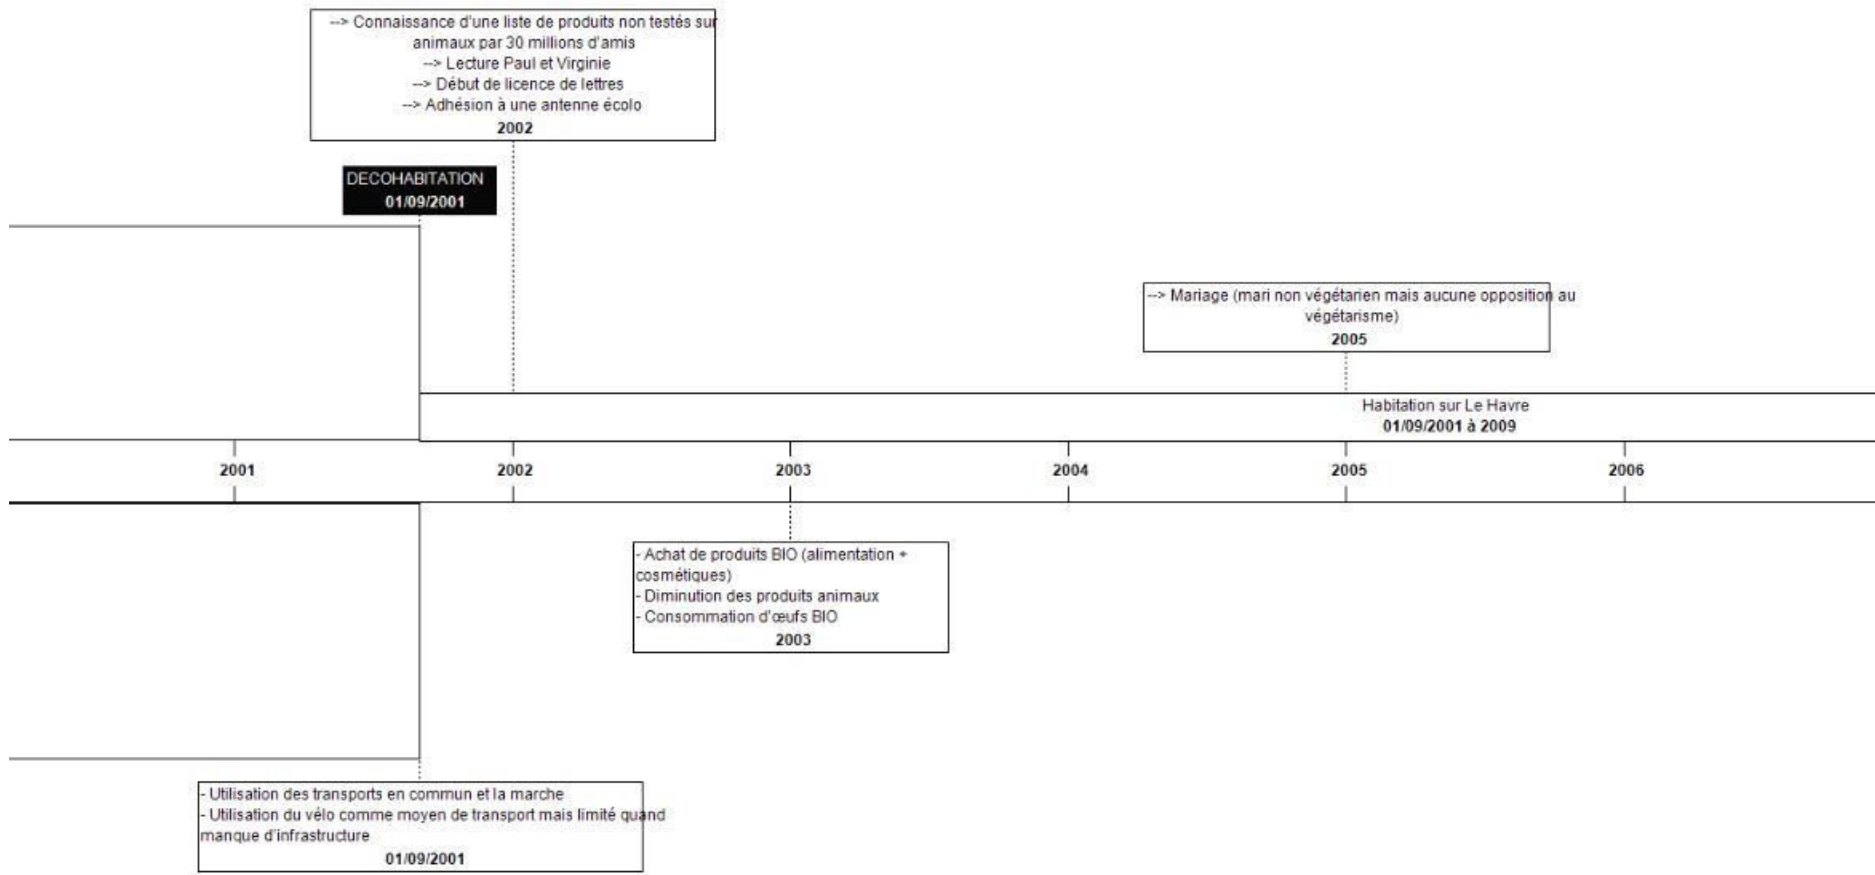 --> Connaissance d'une liste de produits non testés sur
animaux par 30 millions d'amis
--> Lecture Paul et Virginie
--> Début de licence de lettres
--> Adhésion à une antenne écolo
2002
DECOHABITATION
01/09/2001
--> Mariage (mari non végétarien mais aucune opposition au
végétarisme)
2005
Habitation sur Le Havre
01/09/2001 à 2009
2001
2002
2003
2004
2005
2006
- Achat de produits BIO (alimentation +
cosmétiques)
- Diminution des produits animaux
- Consommation d'œufs BIO
2003
- Utilisation des transports en commun et la marche
- Utilisation du vélo comme moyen de transport mais limité quand
manque d'infrastructure
01/09/2001